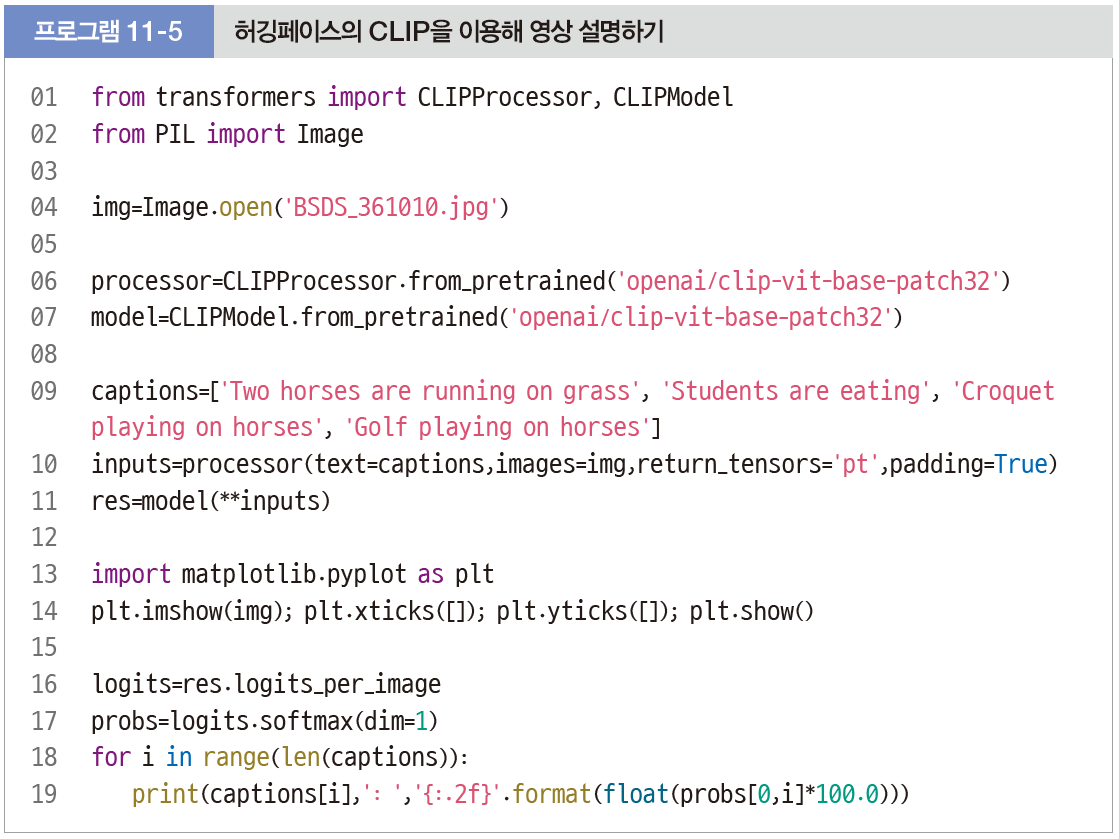 프로그램 11-5 허깅페이스의 CLIP을 이용해 영상 설명하기
01 from transformers import CLIPProcessor, CLIPModel
02 from PIL import Image
03
04 img=Image.open('BSDS_361010.jpg')
05
06 processor=CLIPProcessor.from_pretrained('openai/clip-vit-base-patch32')
07 model=CLIPModel.from_pretrained('openai/clip-vit-base-patch32')
08
09 captions=['Two horses are running on grass', 'Students are eating', 'Croquet
playing on horses', 'Golf playing on horses']
10 inputs=processor(text=captions,images=img,return_tensors='pt',padding=True)
11 res=model(**inputs)
12
13 import matplotlib.pyplot as plt
14 plt.imshow(img); plt.xticks([]); plt.yticks([]); plt.show()
15
16 logits=res.logits_per_image
17 probs=logits.softmax(dim=1)
18 for i in range(len(captions)):
19 print(captions[i],': ','{:.2f}'.format(float(probs[0,i]*100.0)))